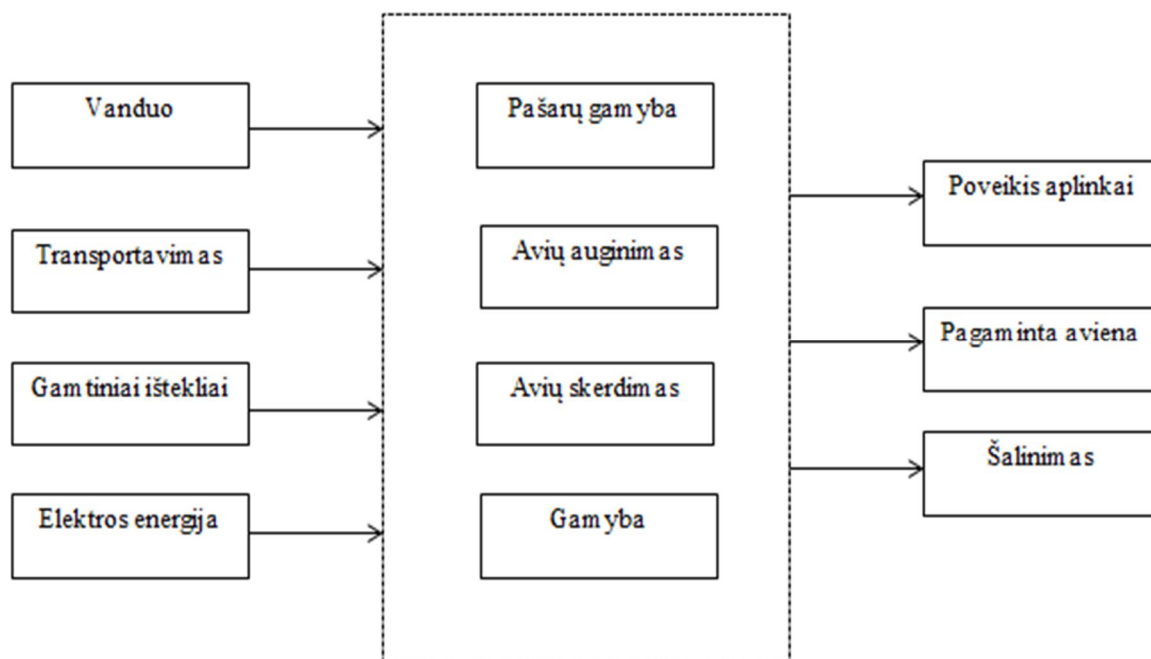 Vanduo
Transportavimas
Gamtiniai ištekliai
Elektros energija
Pašarų gamyba
Avių auginimas
Avių skerdimas
Gamyba
Poveikis aplinkai
Pagaminta aviena
Šalinimas